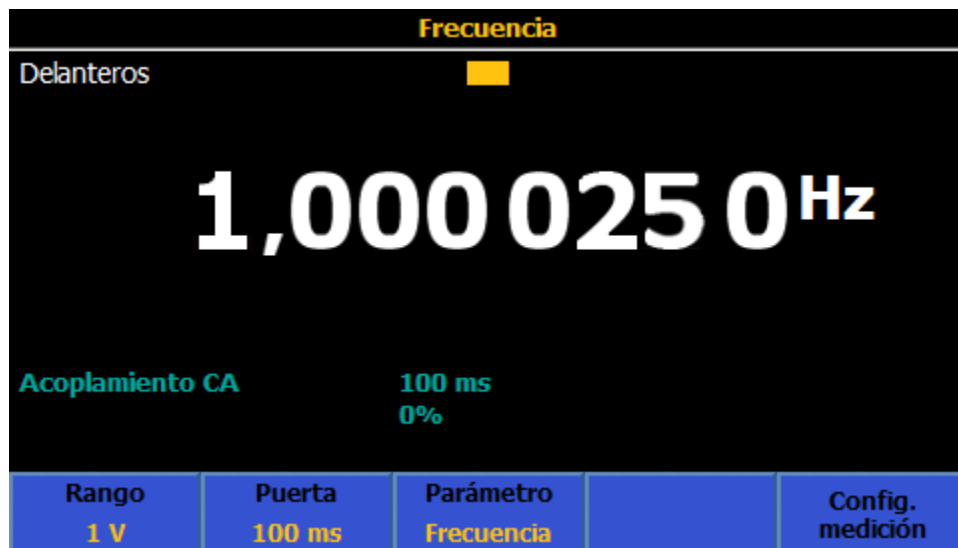 Frecuencia
Delanteros
1,000 025 0 Hz
Acoplamiento CA 100 ms
0%
Rango Puerta Parámetro Config. medición
1 V 100 ms Frecuencia